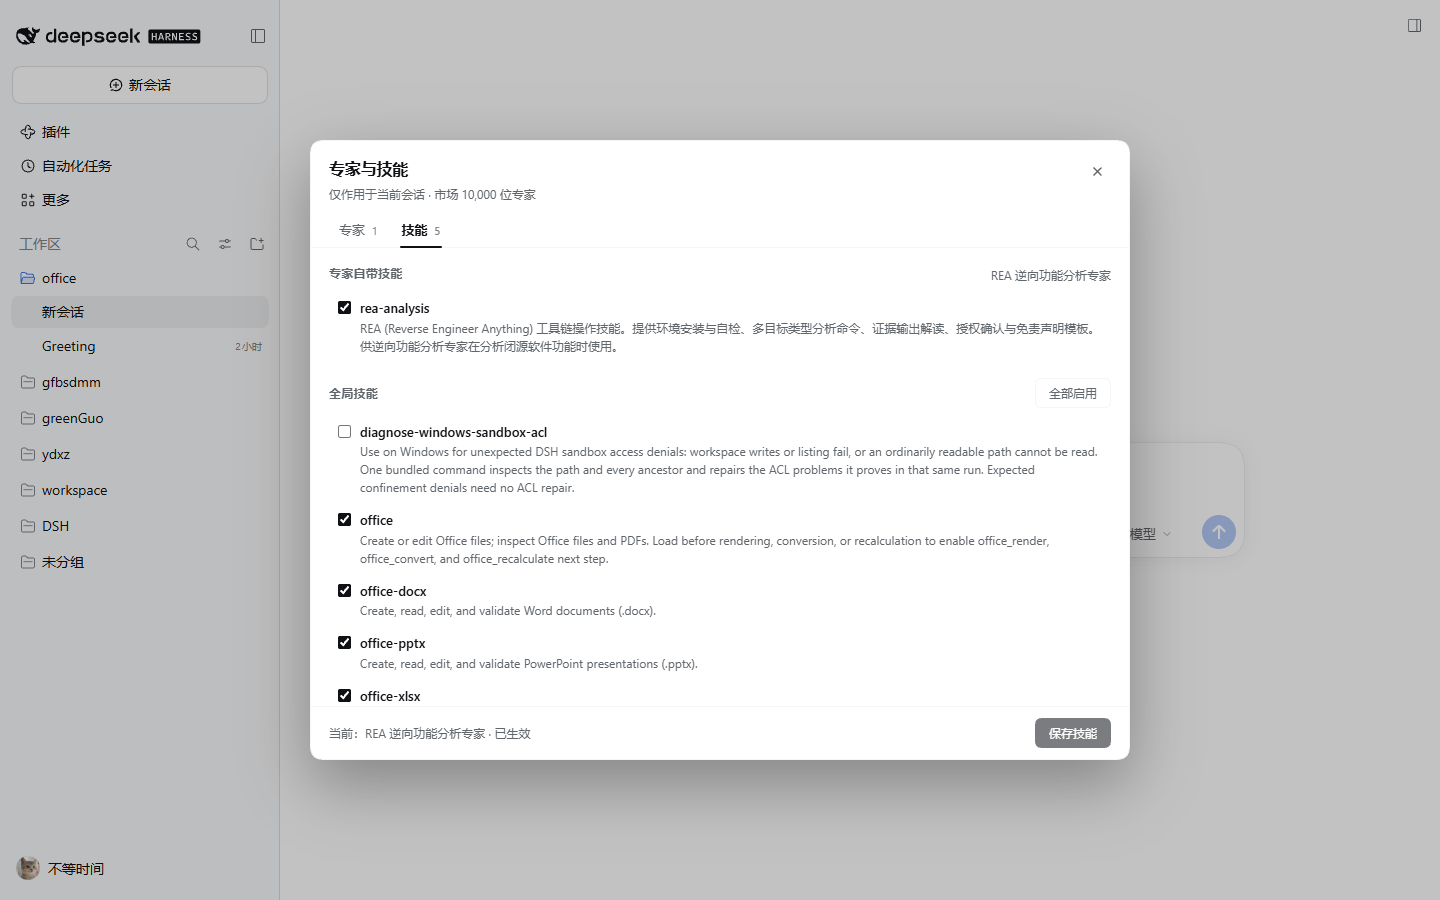 deepseek HARNESS
新会话
插件
自动化任务
更多
工作区
office
新会话
Greeting 2小时
gfbsdmm
greenGuo
ydxz
workspace
DSH
未分组
不等时间
专家与技能
仅作用于当前会话 · 市场 10,000 位专家
专家 1 技能 5
专家自带技能 REA 逆向功能分析专家
rea-analysis
REA (Reverse Engineer Anything) 工具链操作技能。提供环境安装与自检、多目标类型分析命令、证据输出解读、授权确认与免责声明模板。
供逆向功能分析专家在分析闭源软件功能时使用。
全局技能 全部启用
diagnose-windows-sandbox-acl
Use on Windows for unexpected DSH sandbox access denials: workspace writes or listing fail, or an ordinarily readable path cannot be read.
One bundled command inspects the path and every ancestor and repairs the ACL problems it proves in that same run. Expected
confinement denials need no ACL repair.
office
Create or edit Office files; inspect Office files and PDFs. Load before rendering, conversion, or recalculation to enable office_render,
office_convert, and office_recalculate next step.
office-docx
Create, read, edit, and validate Word documents (.docx).
office-pptx
Create, read, edit, and validate PowerPoint presentations (.pptx).
office-xlsx
当前：REA 逆向功能分析专家 · 已生效
保存技能
模型